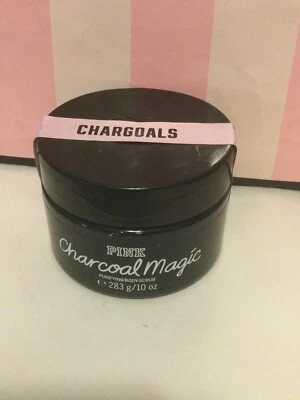 CHARGOALS
PINK
Charcoal Magic
PURIFYING BODY SCRUB
e • 283 g/10 oz